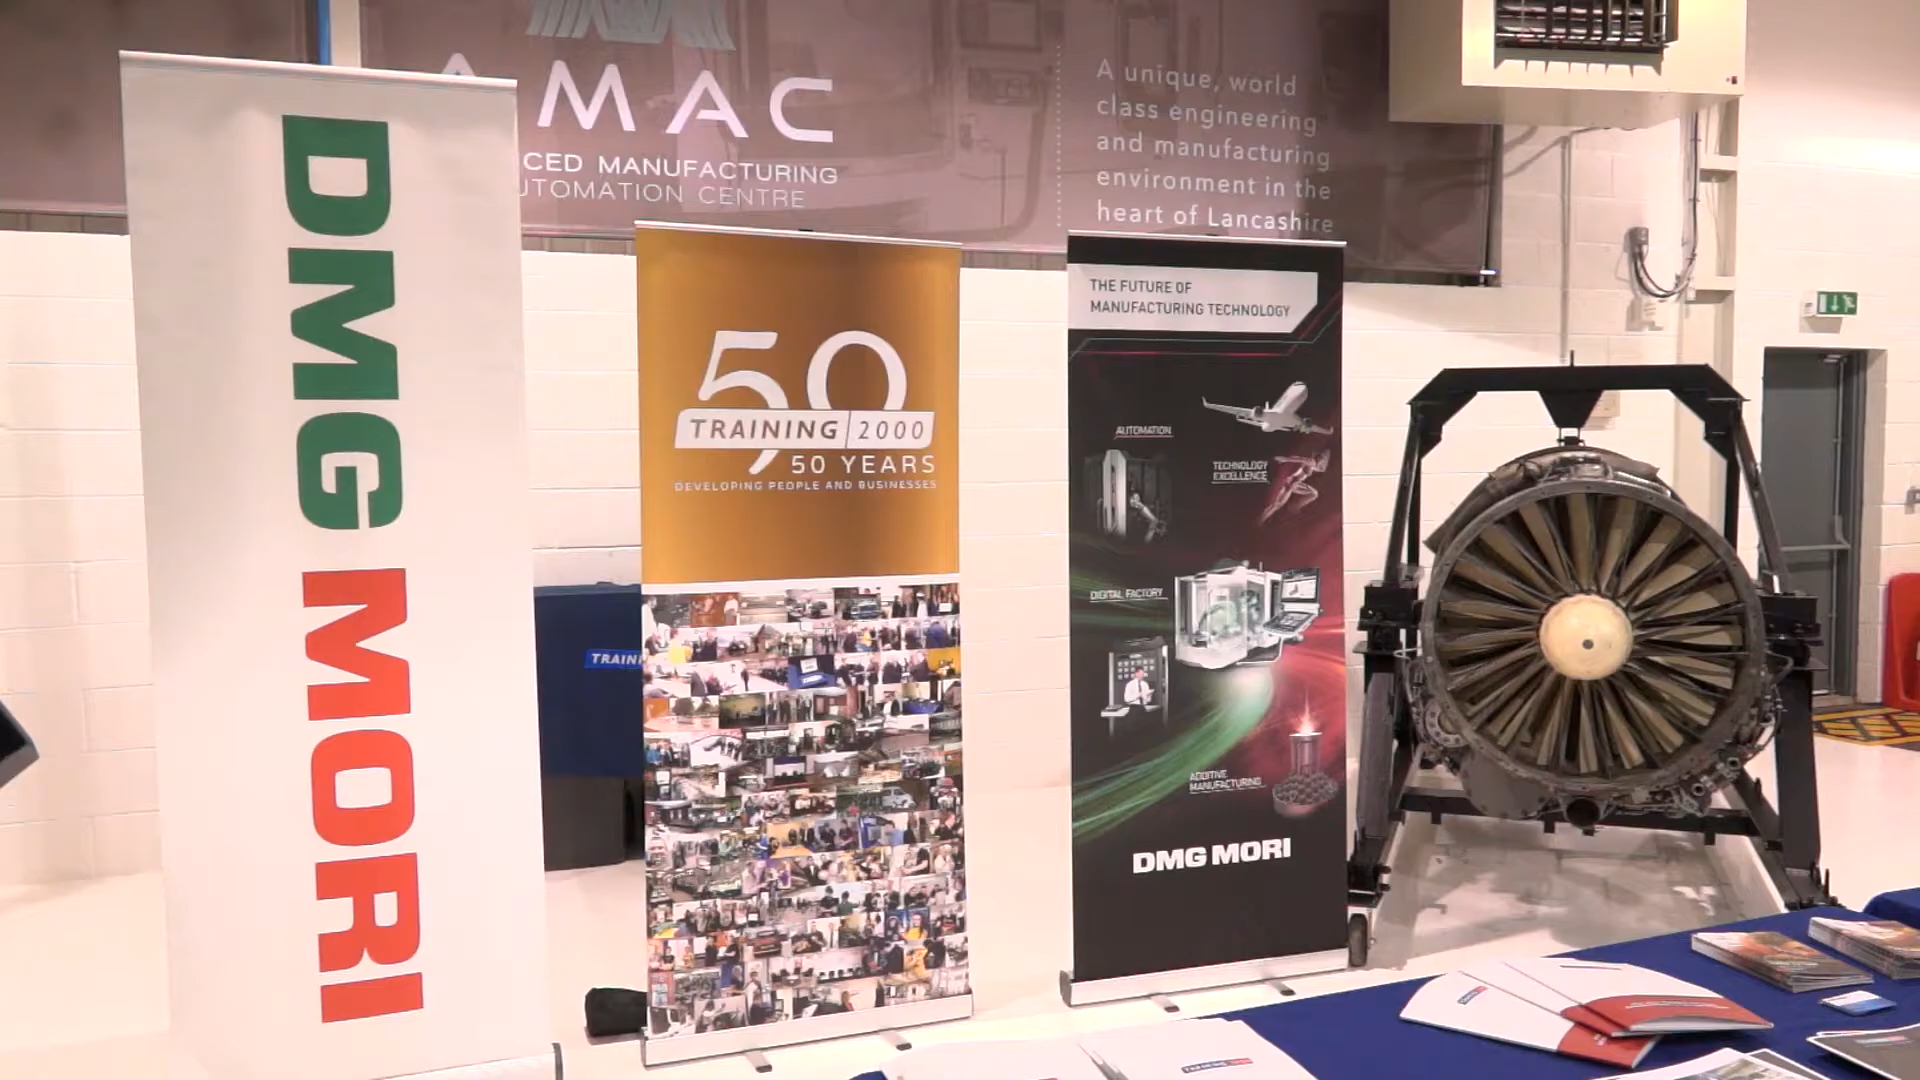 DMG MORI
AMAC
CED MANUFACTURING
UTOMATION CENTRE
A unique, world
class engineering
and manufacturing
environment in the
heart of Lancashire
50
TRAINING 2000
50 YEARS
DEVELOPING PEOPLE AND BUSINESSES
TRAINI
THE FUTURE OF
MANUFACTURING TECHNOLOGY
AUTOMATION
TECHNOLOGY
EXCELLENCE
DIGITAL FACTORY
ADDITIVE
MANUFACTURING
DMG MORI